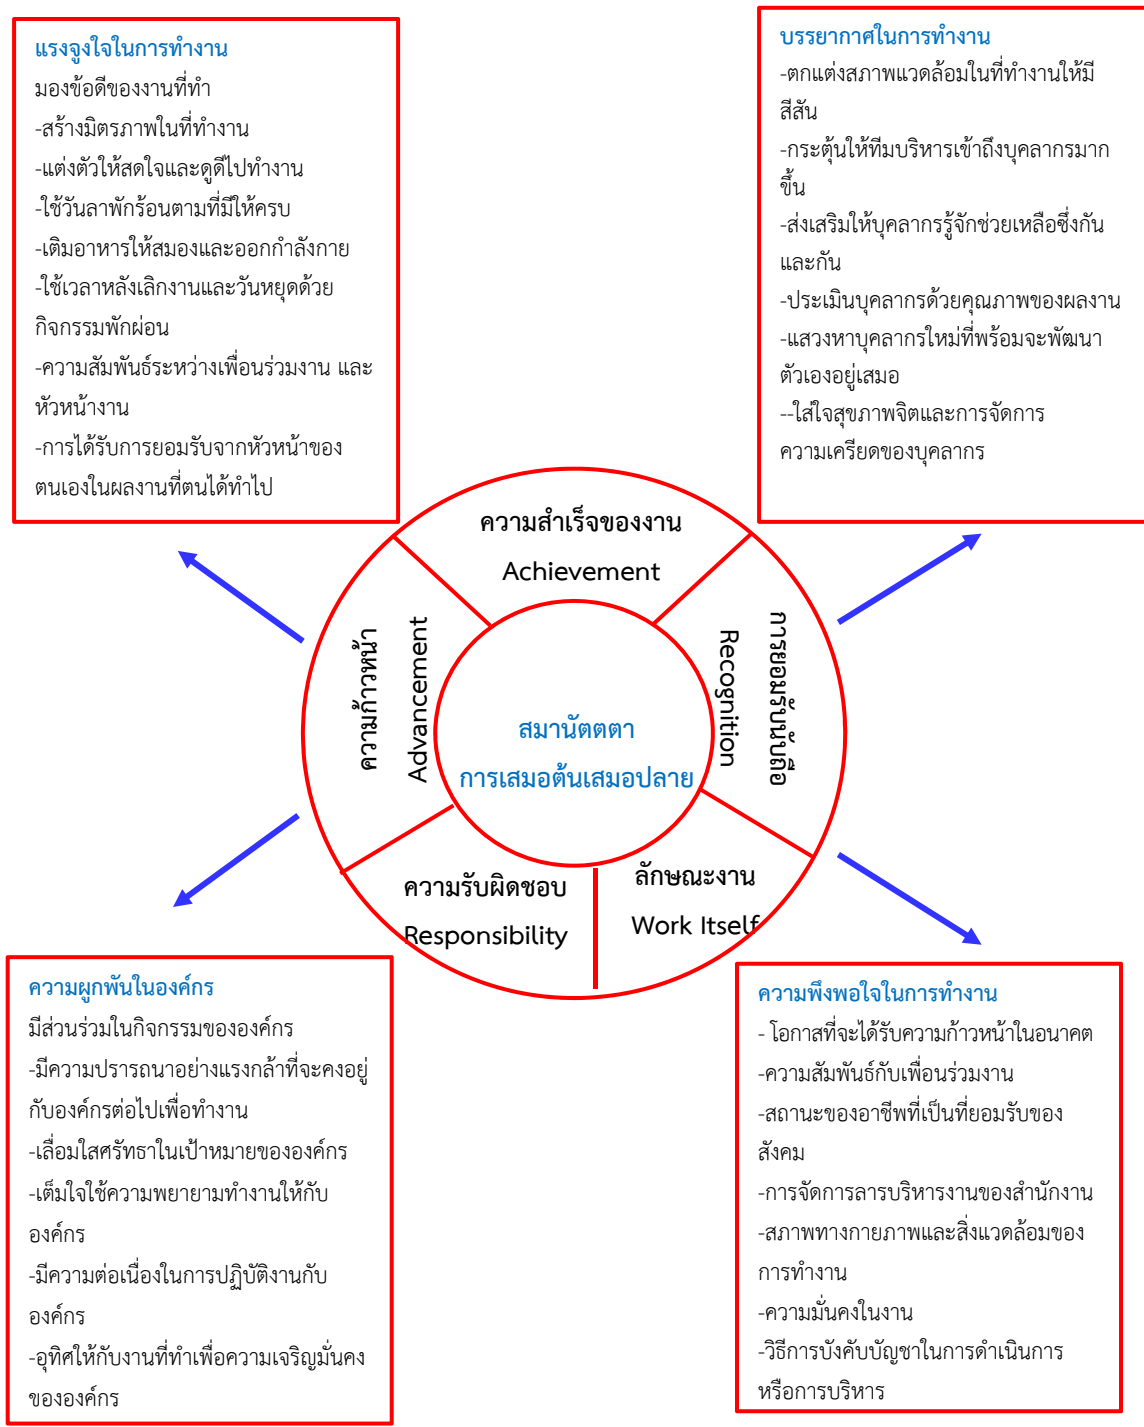 แรงจูงใจในการทำงาน
มองข้อดีของงานที่ทำ
-สร้างมิตรภาพในที่ทำงาน
-แต่งตัวให้สดใจและดูดีไปทำงาน
-ใช้วันลาพักร้อนตามที่มีให้ครบ
-เติมอาหารให้สมองและออกกำลังกาย
-ใช้เวลาหลังเลิกงานและวันหยุดด้วย
กิจกรรมพักผ่อน
-ความสัมพันธ์ระหว่างเพื่อนร่วมงาน และ
หัวหน้างาน
-การได้รับการยอมรับจากหัวหน้าของ
ตนเองในผลงานที่ตนได้ทำไป
บรรยากาศในการทำงาน
-ตกแต่งสภาพแวดล้อมในที่ทำงานให้มี
สีสัน
-กระตุ้นให้ทีมบริหารเข้าถึงบุคลากรมาก
ขึ้น
-ส่งเสริมให้บุคลากรรู้จักช่วยเหลือซึ่งกัน
และกัน
-ประเมินบุคลากรด้วยคุณภาพของผลงาน
-แสวงหาบุคลากรใหม่ที่พร้อมจะพัฒนา
ตัวเองอยู่เสมอ
--ใส่ใจสุขภาพจิตและการจัดการ
ความเครียดของบุคลากร
ความสำเร็จของงาน
Achievement
ความก้าวหน้า
Advancement
การยอมรับนับถือ
Recognition
สมานัตตตา
การเสมอต้นเสมอปลาย
ความรับผิดชอบ
Responsibility
ลักษณะงาน
Work Itself
ความผูกพันในองค์กร
มีส่วนร่วมในกิจกรรมขององค์กร
-มีความปรารถนาอย่างแรงกล้าที่จะคงอยู่
กับองค์กรต่อไปเพื่อทำงาน
-เลื่อมใสศรัทธาในเป้าหมายขององค์กร
-เต็มใจใช้ความพยายามทำงานให้กับ
องค์กร
-มีความต่อเนื่องในการปฏิบัติงานกับ
องค์กร
-อุทิศให้กับงานที่ทำเพื่อความเจริญมั่นคง
ขององค์กร
ความพึงพอใจในการทำงาน
- โอกาสที่จะได้รับความก้าวหน้าในอนาคต
-ความสัมพันธ์กับเพื่อนร่วมงาน
-สถานะของอาชีพที่เป็นที่ยอมรับของ
สังคม
-การจัดการลารบริหารงานของสำนักงาน
-สภาพทางกายภาพและสิ่งแวดล้อมของ
การทำงาน
-ความมั่นคงในงาน
-วิธีการบังคับบัญชาในการดำเนินการ
หรือการบริหาร